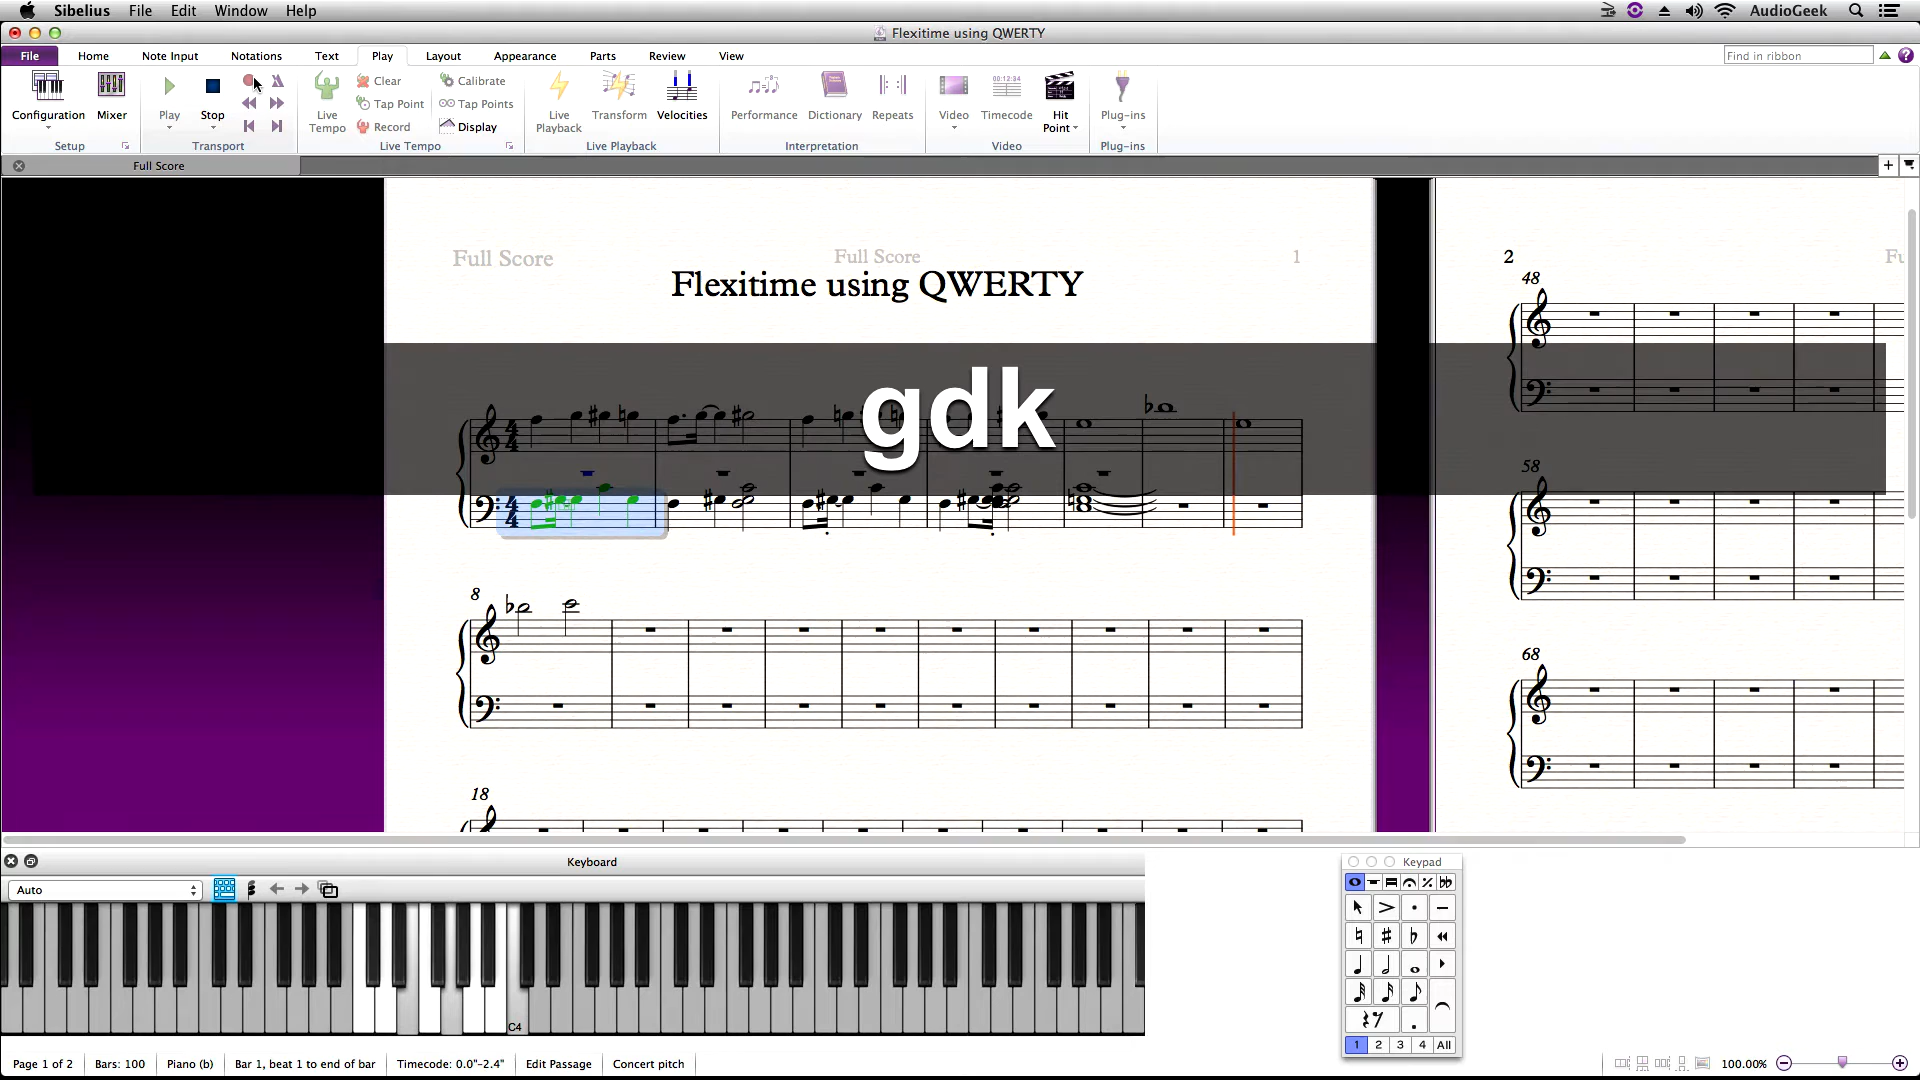 Sibelius File Edit Window Help AudioGeek
Flexitime using QWERTY
File Home Note Input Notations Text Play Layout Appearance Parts Review View Find in ribbon
Clear Calibrate 00:12:34
Tap Point Tap Points
Configuration Mixer Play Stop Live Tempo Record Display Live Playback Transform Velocities Performance Dictionary Repeats Video Timecode Hit Point Plug-ins
Setup Transport Live Tempo Live Playback Interpretation Video Plug-ins
Full Score
Full Score Full Score 1 2
Flexitime using QWERTY
48
gdk
58
8
68
18
Keyboard Keypad
Auto
C4
1 2 3 4 All
Page 1 of 2 Bars: 100 Piano (b) Bar 1, beat 1 to end of bar Timecode: 0.0"-2.4" Edit Passage Concert pitch 100.00%